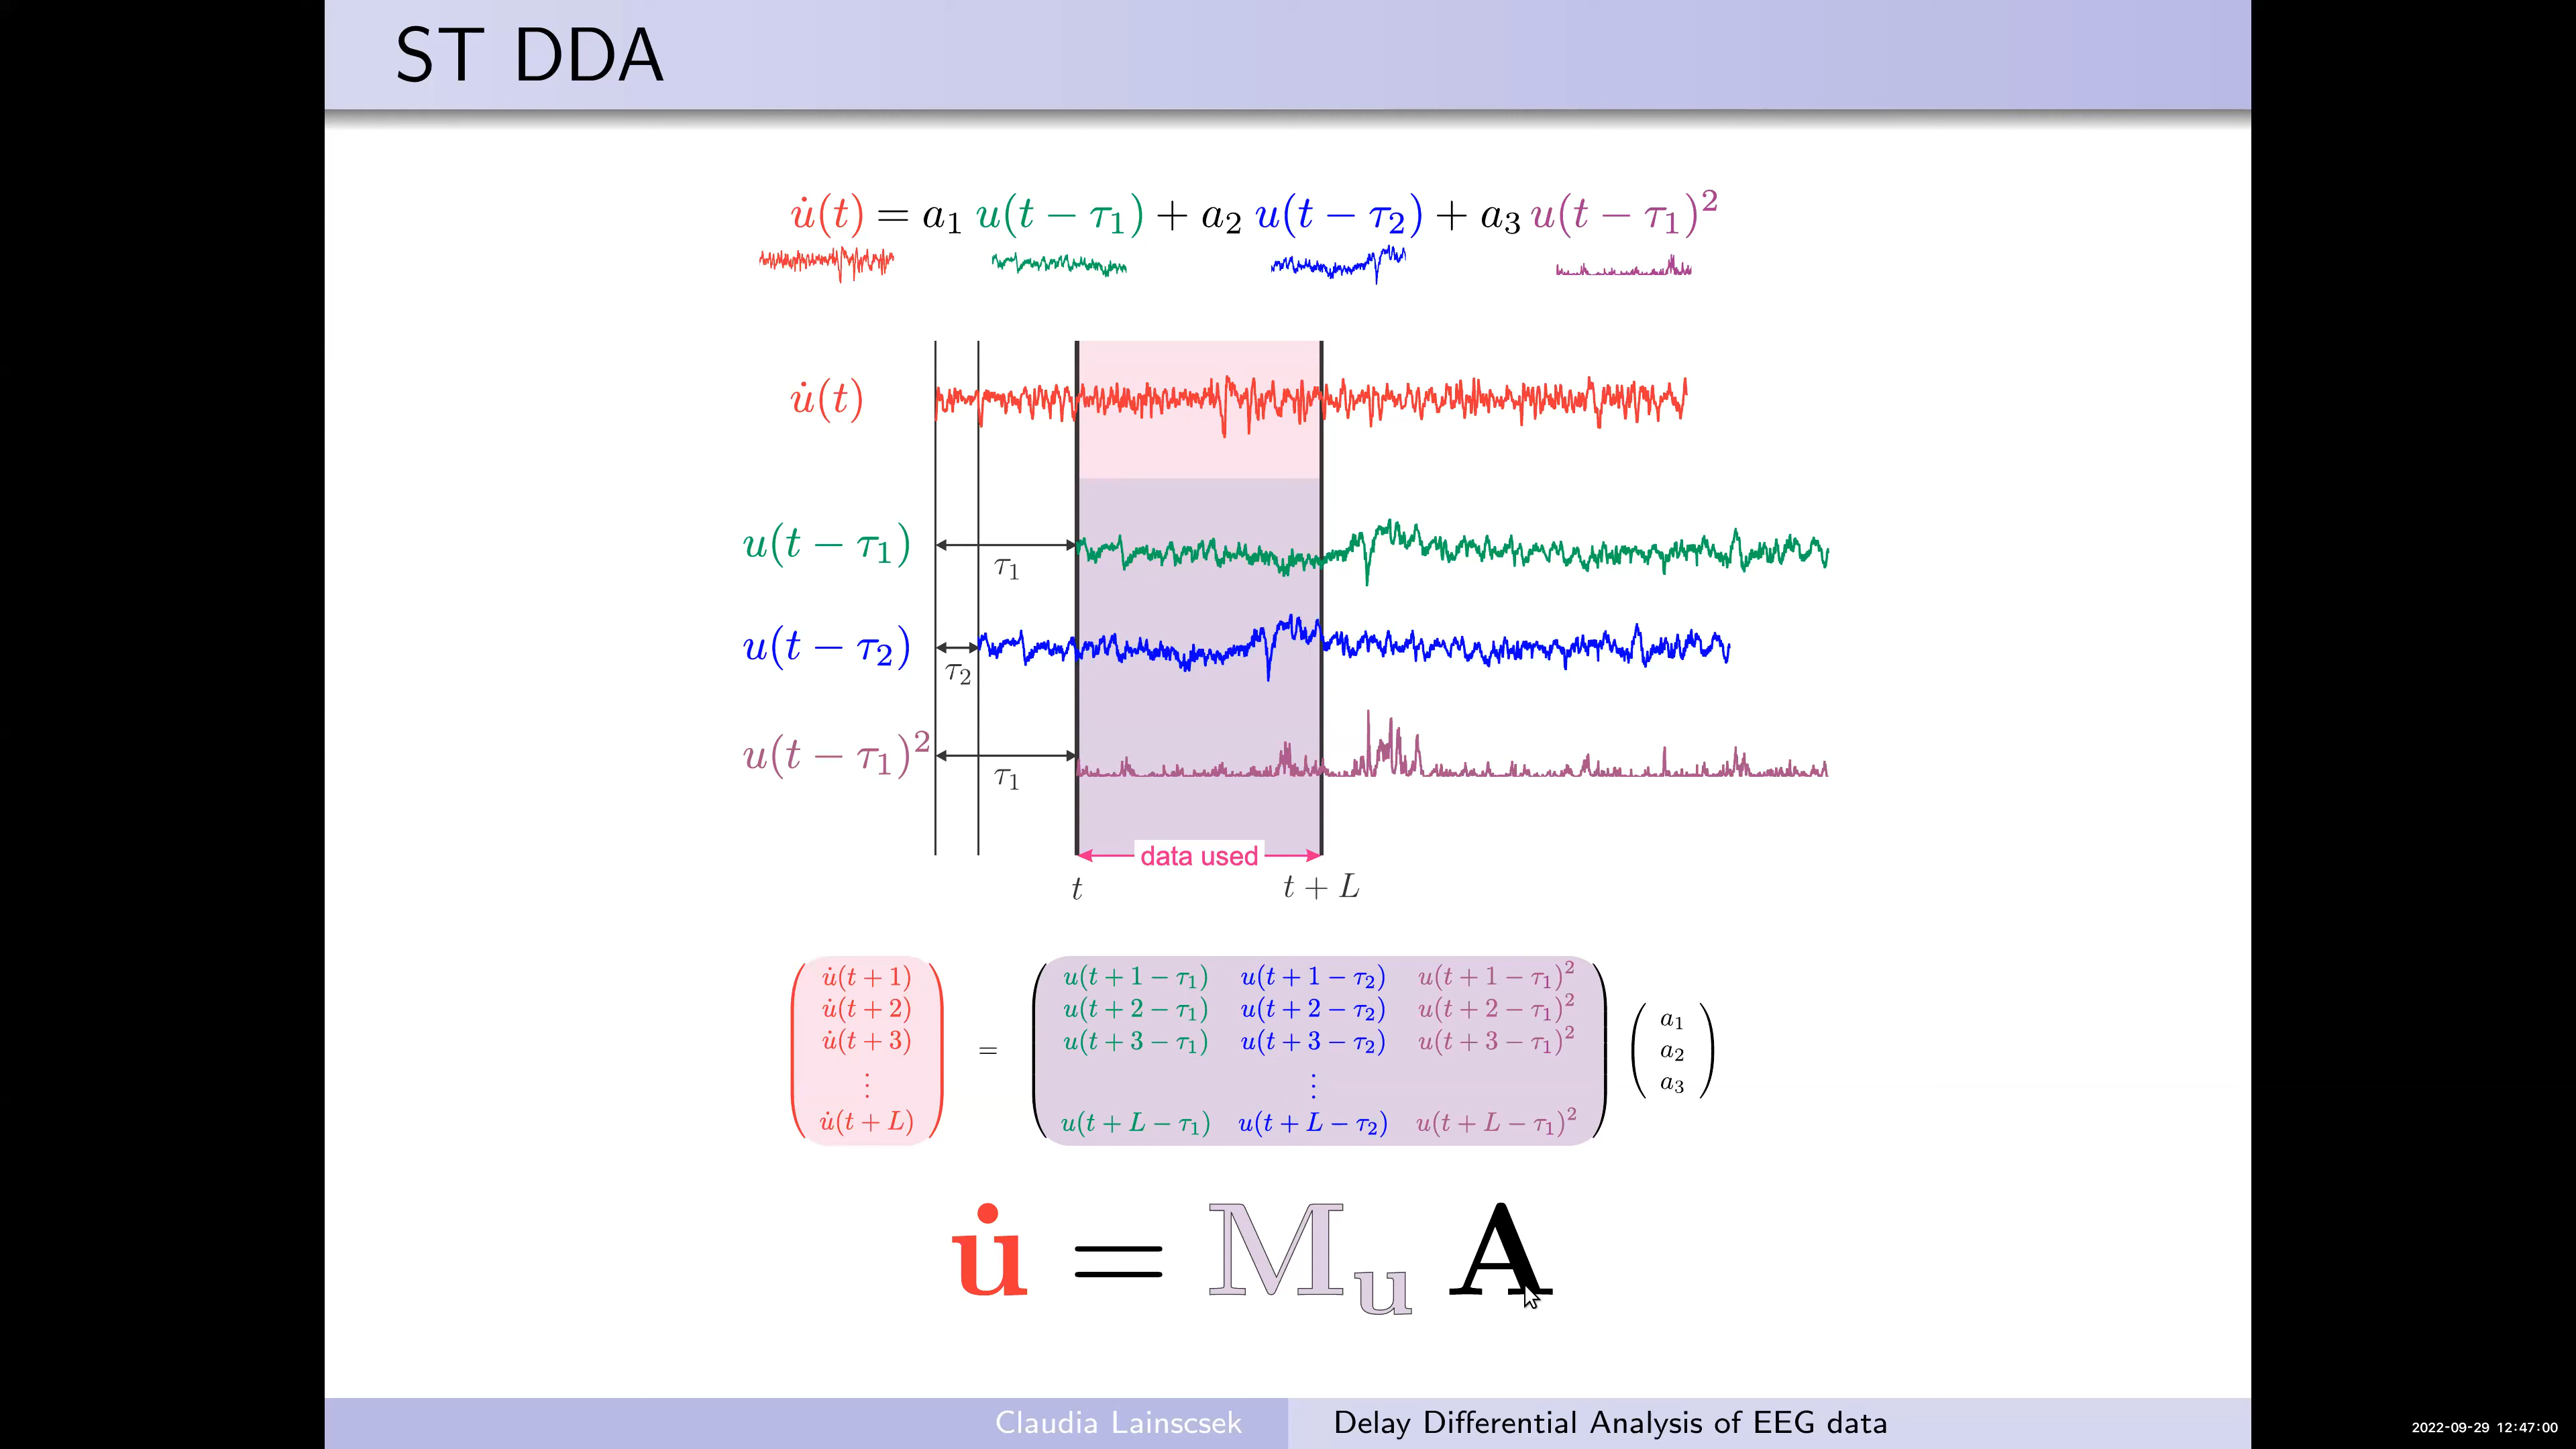 ST DDA
u̇(t) = a₁ u(t − τ₁) + a₂ u(t − τ₂) + a₃ u(t − τ₁)²
u̇(t)
u(t − τ₁)
τ₁
u(t − τ₂)
τ₂
u(t − τ₁)²
τ₁
data used
t t + L
u̇(t + 1) u(t + 1 − τ₁) u(t + 1 − τ₂) u(t + 1 − τ₁)²
u̇(t + 2) u(t + 2 − τ₁) u(t + 2 − τ₂) u(t + 2 − τ₁)² a₁
u̇(t + 3) = u(t + 3 − τ₁) u(t + 3 − τ₂) u(t + 3 − τ₁)² a₂
⋮ ⋮ a₃
u̇(t + L) u(t + L − τ₁) u(t + L − τ₂) u(t + L − τ₁)²
u̇ = Mᵤ A
Claudia Lainscsek Delay Differential Analysis of EEG data
2022-09-29 12:47:00